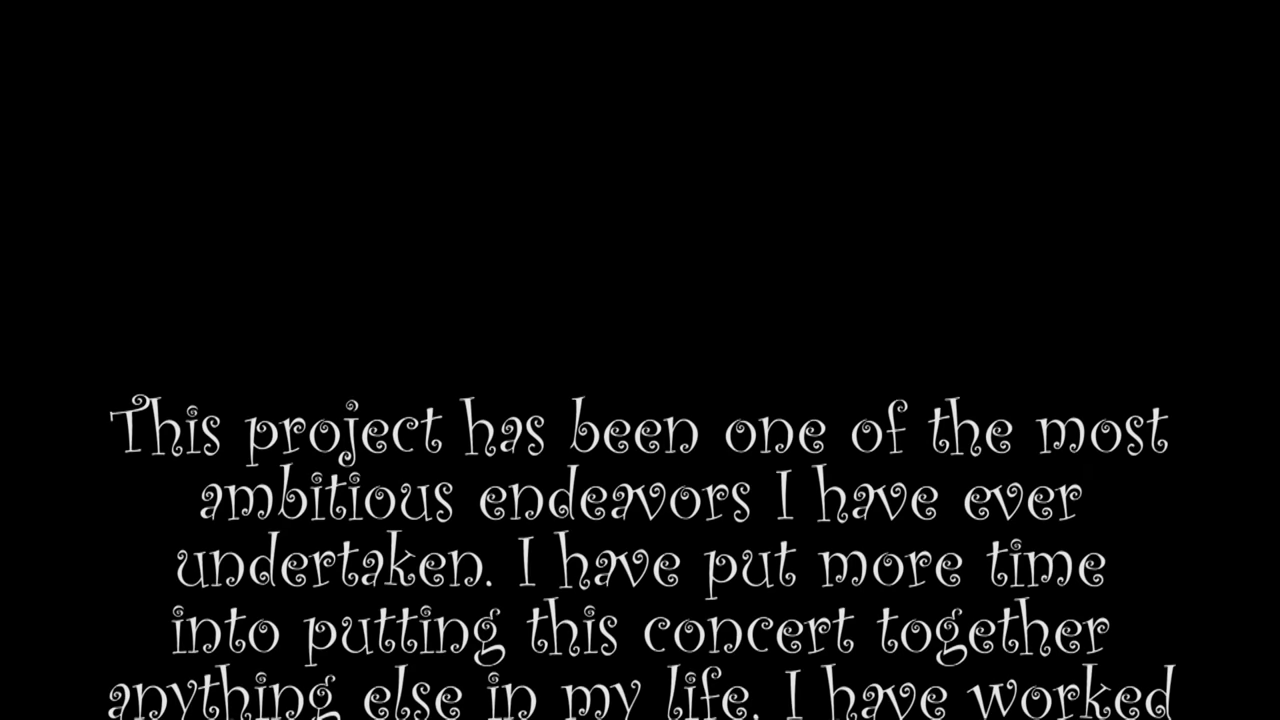 This project has been one of the most
ambitious endeavors I have ever
undertaken. I have put more time
into putting this concert together
anything else in my life. I have worked